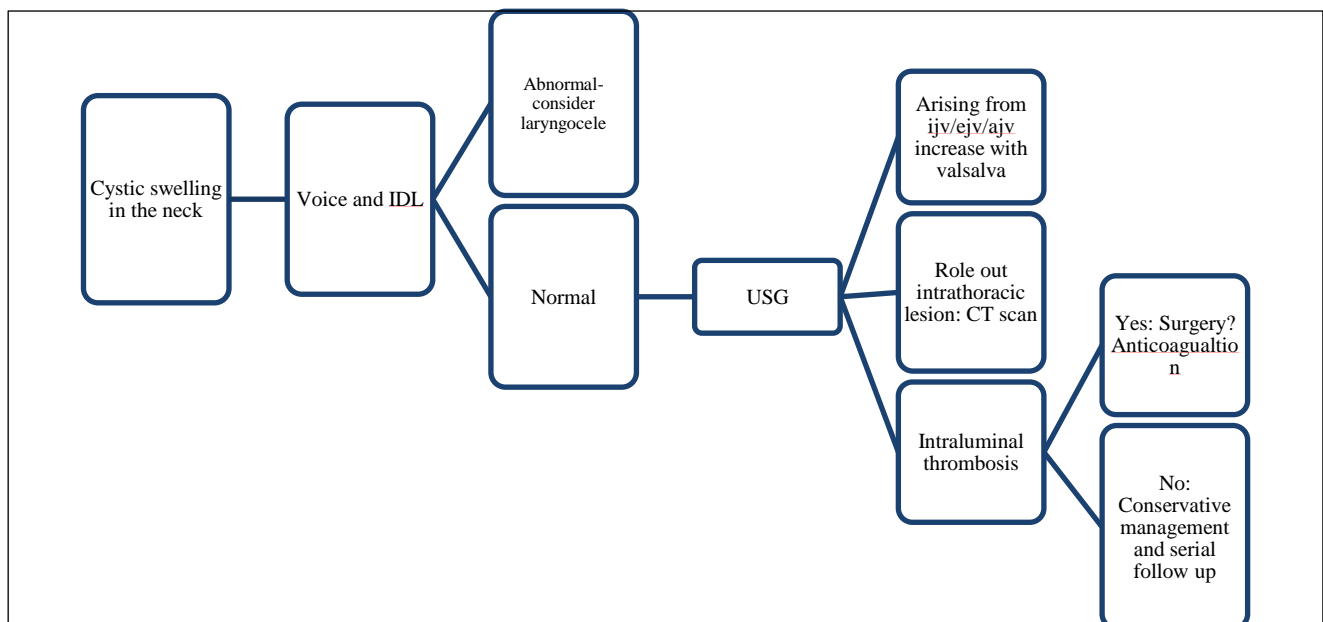 Cystic swelling
in the neck
Voice and IDL
Abnormal-
consider
laryngocele
Normal
USG
Arising from
ijv/ejv/ajv
increase with
valsalva
Role out
intrathoracic
lesion: CT scan
Intraluminal
thrombosis
Yes: Surgery?
Anticoagualtio
n
No:
Conservative
management
and serial
follow up